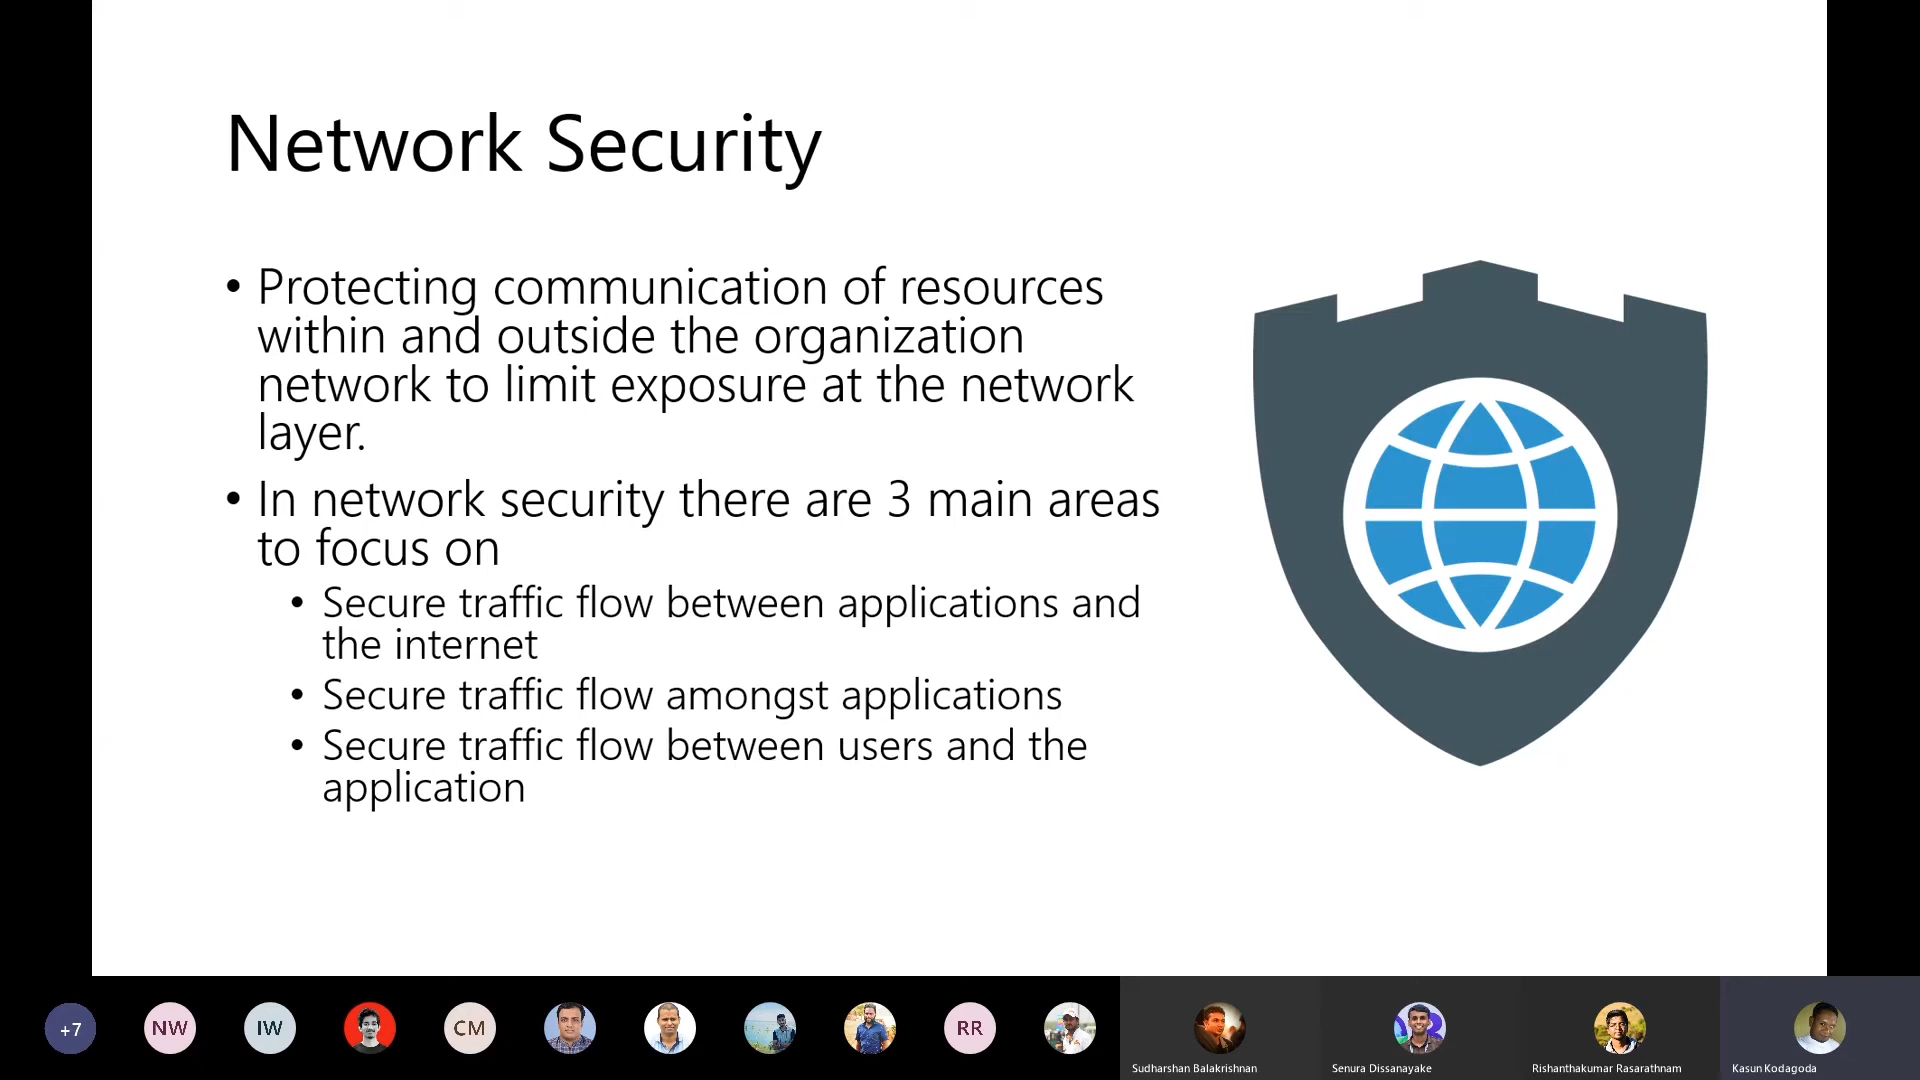 Network Security
• Protecting communication of resources
within and outside the organization
network to limit exposure at the network
layer.
• In network security there are 3 main areas
to focus on
• Secure traffic flow between applications and
the internet
• Secure traffic flow amongst applications
• Secure traffic flow between users and the
application
+7
NW
IW
CM
RR
Sudharshan Balakrishnan
Senura Dissanayake
Rishanthakumar Rasarathnam
Kasun Kodagoda